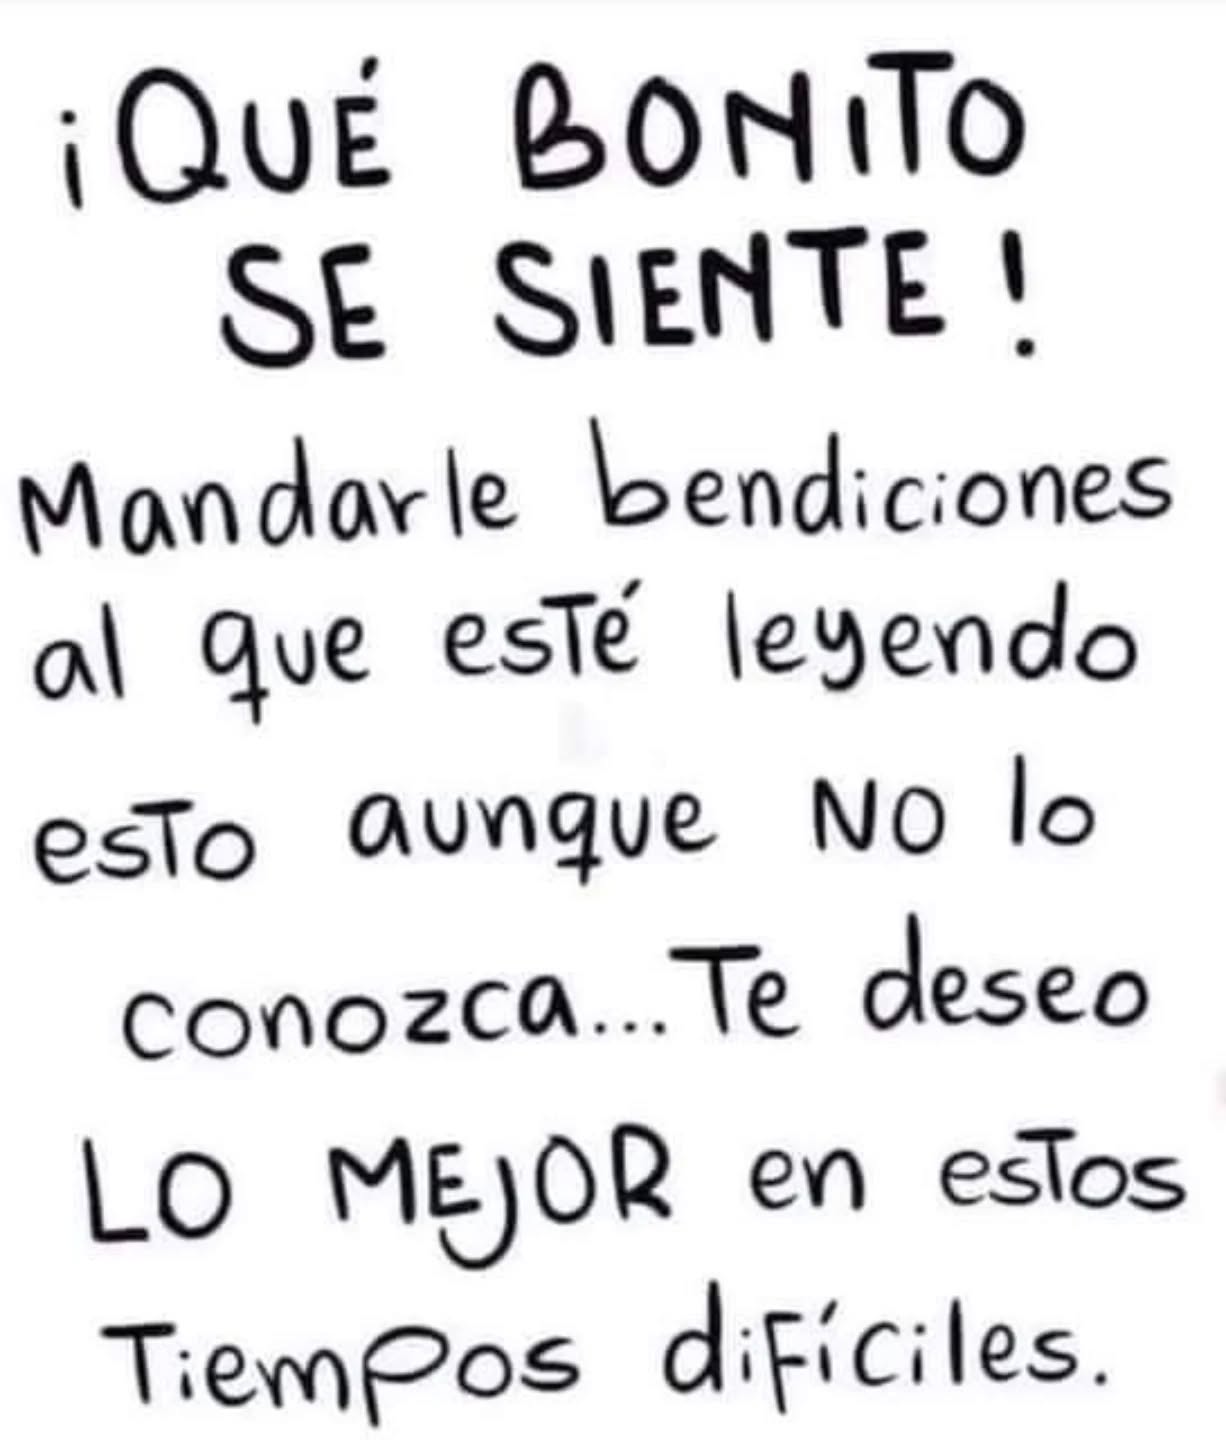 ¡QUÉ BONITO
SE SIENTE!
Mandarle bendiciones
al que esté leyendo
esto aunque NO lo
conozca...Te deseo
LO MEJOR en estos
Tiempos difíciles.